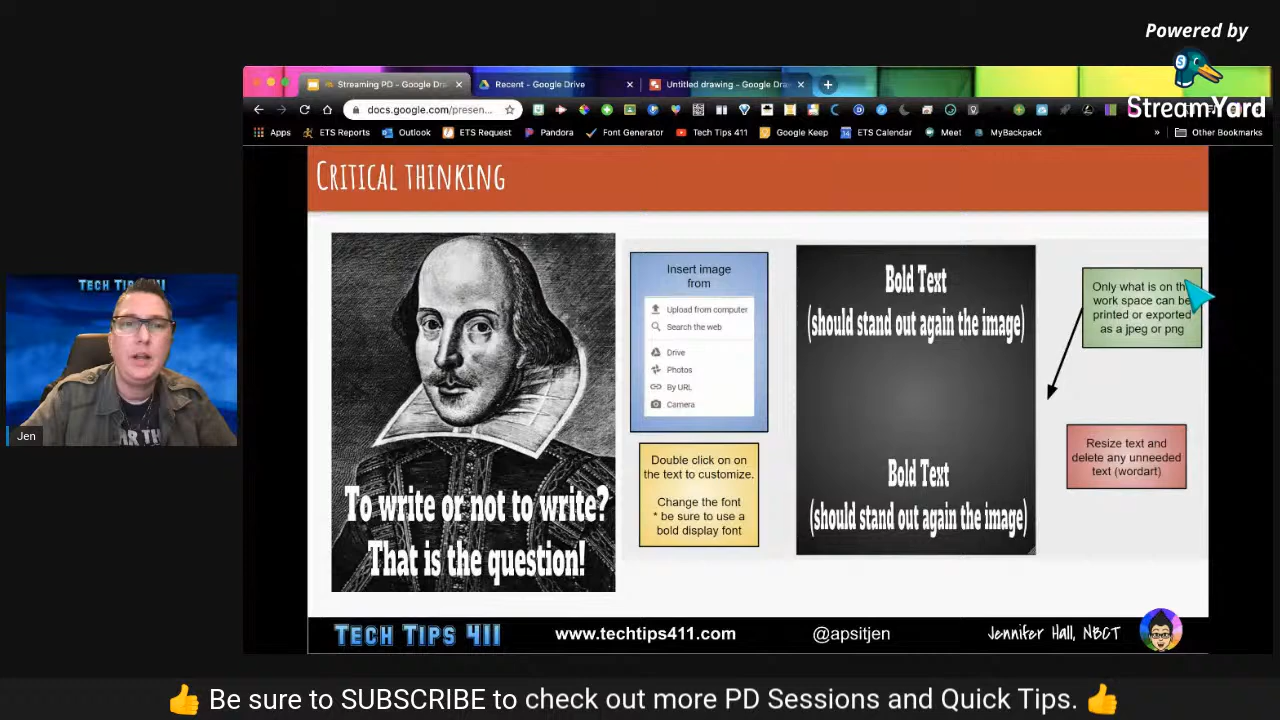 Powered by
StreamYard
Streaming PD - Google Dr
Recent - Google Drive
Untitled drawing - Google Dra
docs.google.com/presen...
Apps
ETS Reports
Outlook
ETS Request
Pandora
Font Generator
Tech Tips 411
Google Keep
ETS Calendar
Meet
MyBackpack
»
Other Bookmarks
Critical thinking
To write or not to write?
That is the question!
Insert image
from
Upload from computer
Search the web
Drive
Photos
By URL
Camera
Double click on on
the text to customize.
Change the font
* be sure to use a
bold display font
Bold Text
(should stand out again the image)
Bold Text
(should stand out again the image)
Only what is on th
work space can be
printed or exported
as a jpeg or png
Resize text and
delete any unneeded
text (wordart)
TECH TIPS 411
Jen
TECH TIPS 411
www.techtips411.com
@apsitjen
Jennifer Hall, NBCT
👍 Be sure to SUBSCRIBE to check out more PD Sessions and Quick Tips. 👍